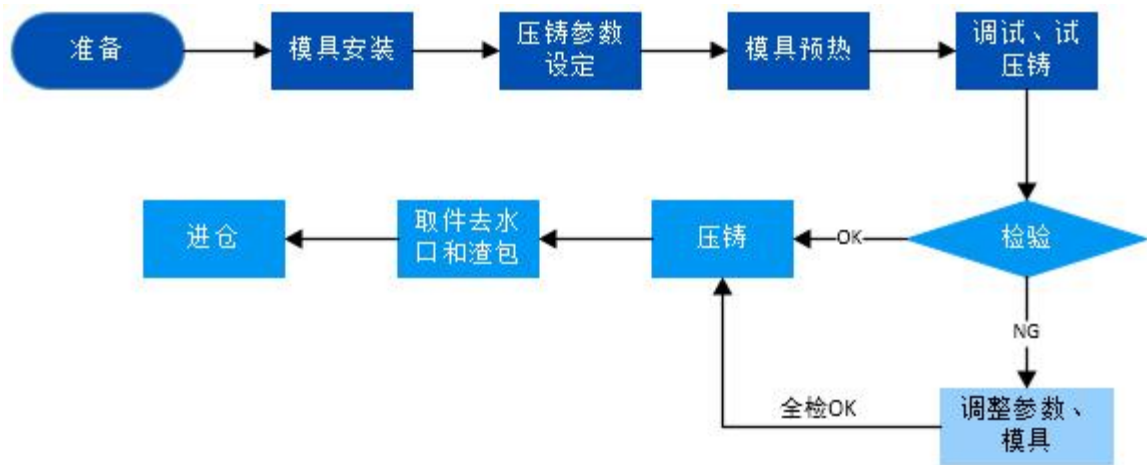 准备
模具安装
压铸参数
设定
模具预热
调试、试
压铸
进仓
取件去水
口和渣包
压铸
OK
检验
NG
全检OK
调整参数、
模具